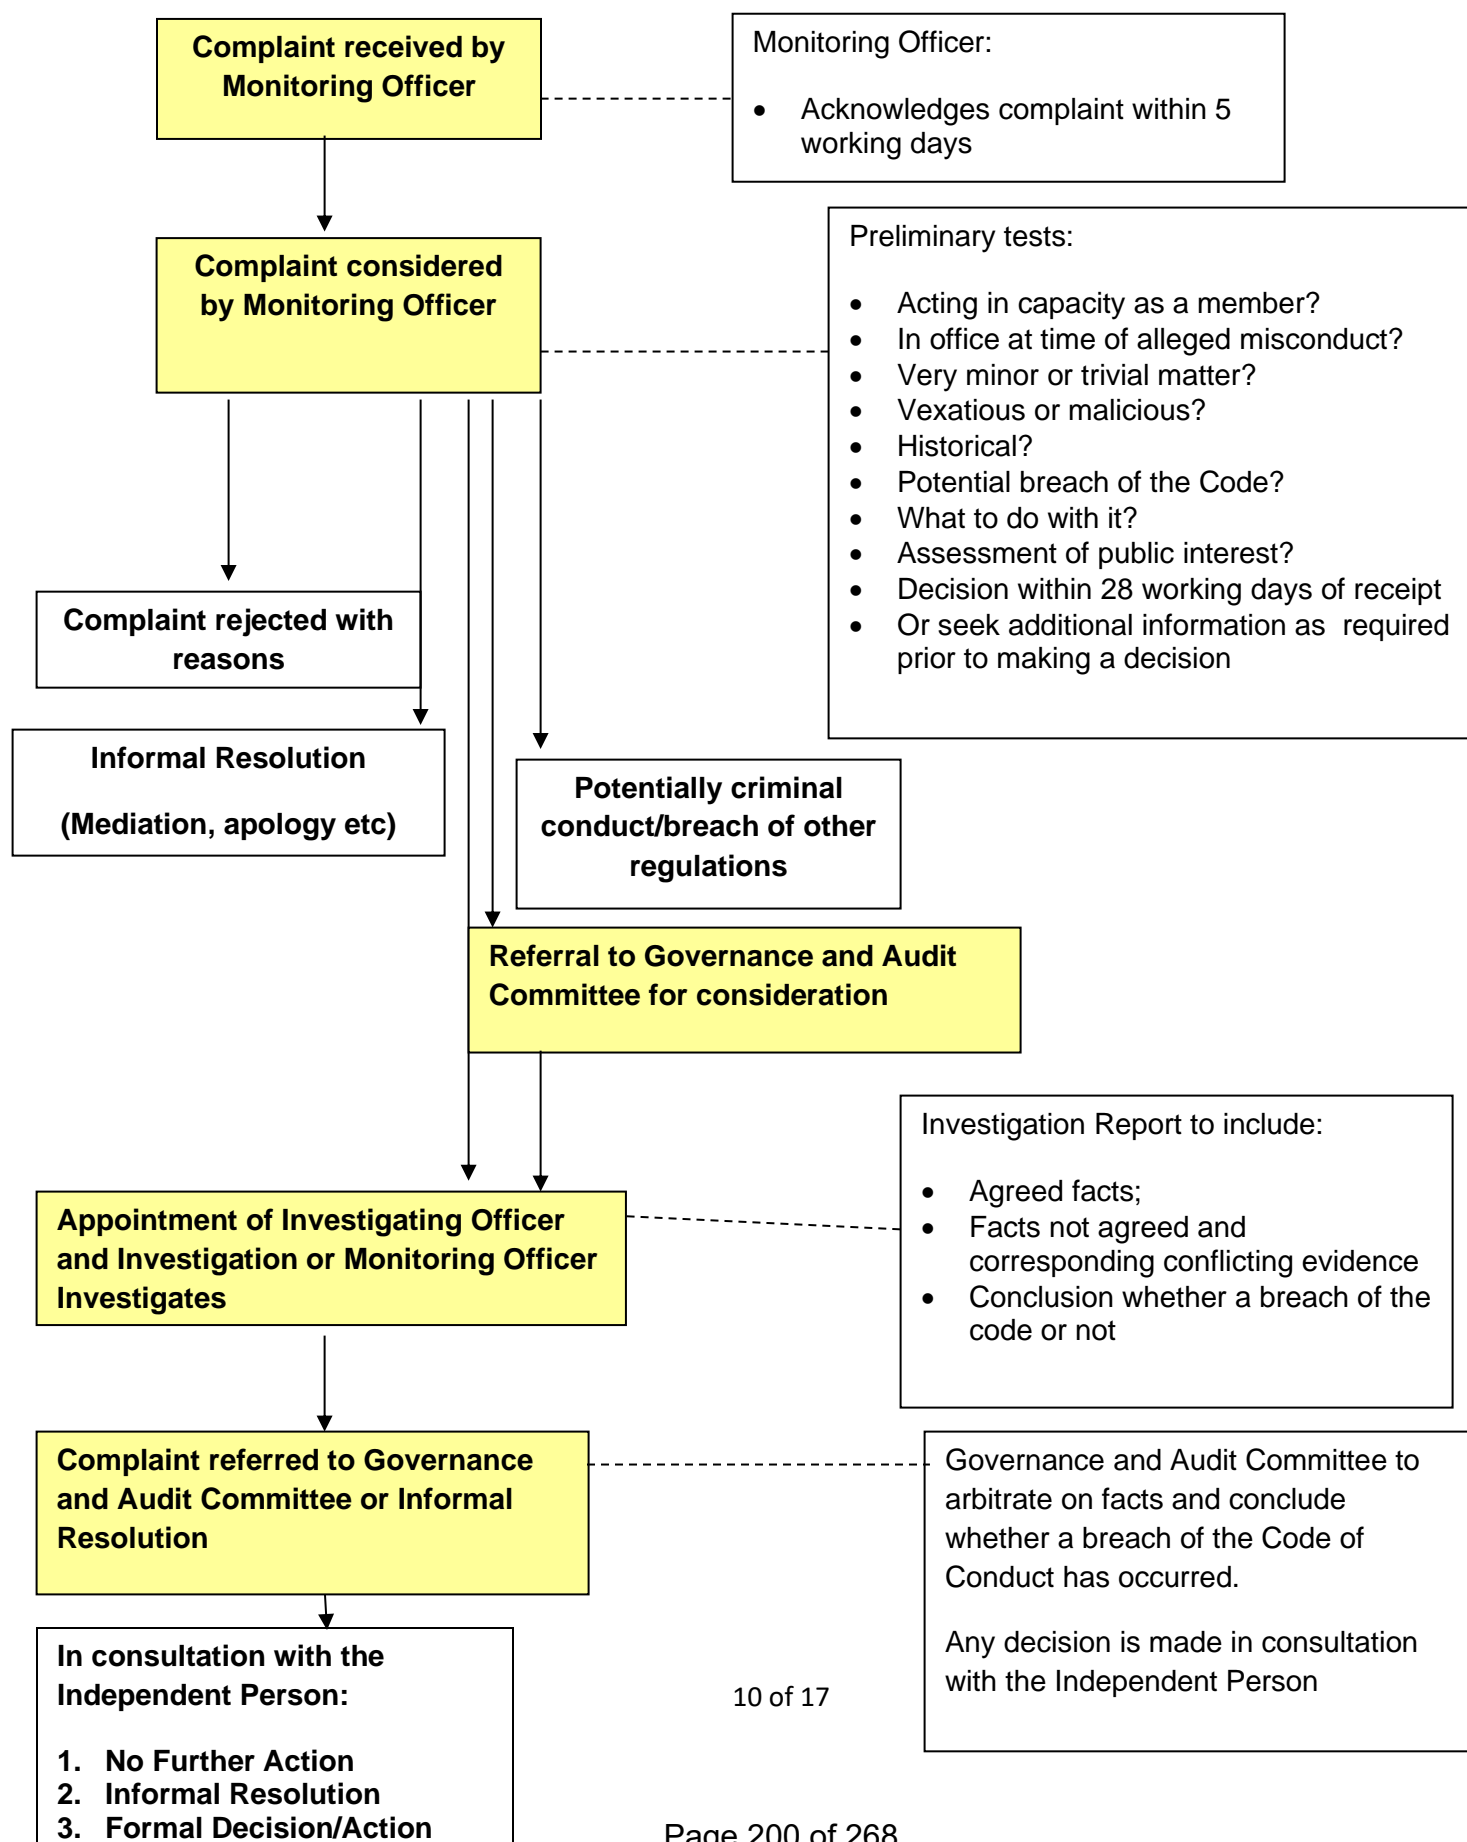 Complaint received by
Monitoring Officer
Monitoring Officer:
• Acknowledges complaint within 5
working days
Complaint considered
by Monitoring Officer
Preliminary tests:
• Acting in capacity as a member?
• In office at time of alleged misconduct?
• Very minor or trivial matter?
• Vexatious or malicious?
• Historical?
• Potential breach of the Code?
• What to do with it?
• Assessment of public interest?
• Decision within 28 working days of receipt
• Or seek additional information as  required
prior to making a decision
Complaint rejected with
reasons
Informal Resolution
(Mediation, apology etc)
Potentially criminal
conduct/breach of other
regulations
Referral to Governance and Audit
Committee for consideration
Appointment of Investigating Officer
and Investigation or Monitoring Officer
Investigates
Investigation Report to include:
• Agreed facts;
• Facts not agreed and
corresponding conflicting evidence
• Conclusion whether a breach of the
code or not
Complaint referred to Governance
and Audit Committee or Informal
Resolution
Governance and Audit Committee to
arbitrate on facts and conclude
whether a breach of the Code of
Conduct has occurred.
Any decision is made in consultation
with the Independent Person
In consultation with the
Independent Person:
1. No Further Action
2. Informal Resolution
3. Formal Decision/Action
10 of 17
Page 200 of 268